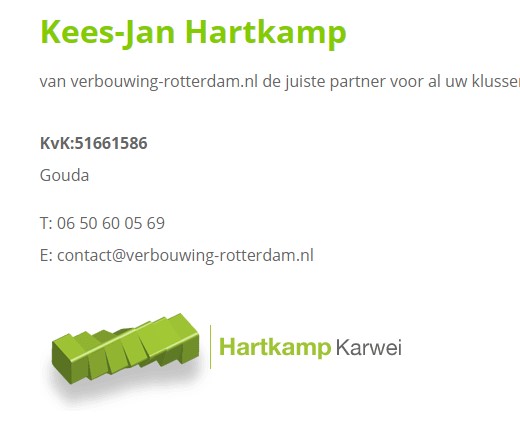 Kees-Jan Hartkamp
van verbouwing-rotterdam.nl de juiste partner voor al uw klussen
KvK:51661586
Gouda
T: 06 50 60 05 69
E: contact@verbouwing-rotterdam.nl
Hartkamp Karwei